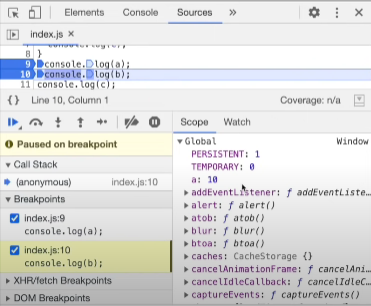 Elements Console Sources »
index.js ×
8 }
9 console.log(a);
10 console.log(b);
11 console.log(c);
{} Line 10, Column 1 Coverage: n/a
Paused on breakpoint
Call Stack
(anonymous) index.js:10
Breakpoints
index.js:9
console.log(a);
index.js:10
console.log(b);
XHR/fetch Breakpoints
DOM Breakpoints
Scope Watch
Global Window
PERSISTENT: 1
TEMPORARY: 0
a: 10
addEventListener: ƒ addEventListe…
alert: ƒ alert()
atob: ƒ atob()
blur: ƒ blur()
btoa: ƒ btoa()
caches: CacheStorage {}
cancelAnimationFrame: ƒ cancelAni…
cancelIdleCallback: ƒ cancelIdleC…
captureEvents: ƒ captureEvents()